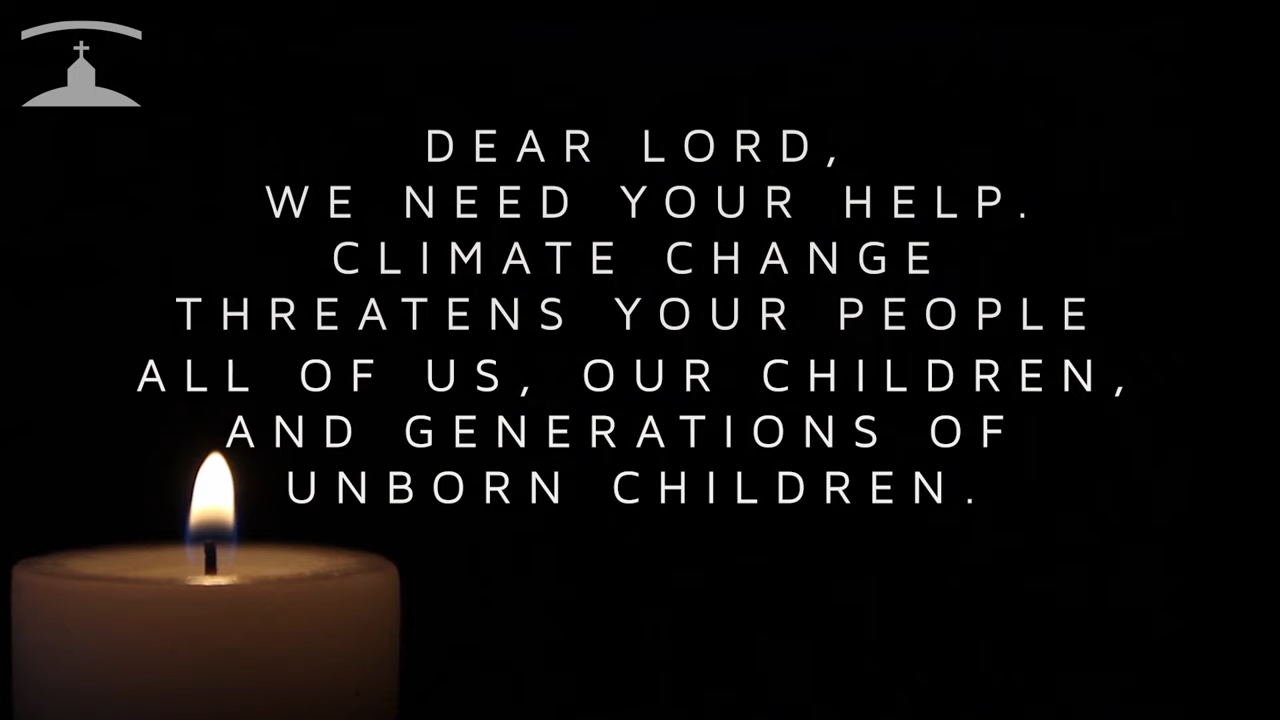 DEAR LORD,
WE NEED YOUR HELP.
CLIMATE CHANGE
THREATENS YOUR PEOPLE
ALL OF US, OUR CHILDREN,
AND GENERATIONS OF
UNBORN CHILDREN.